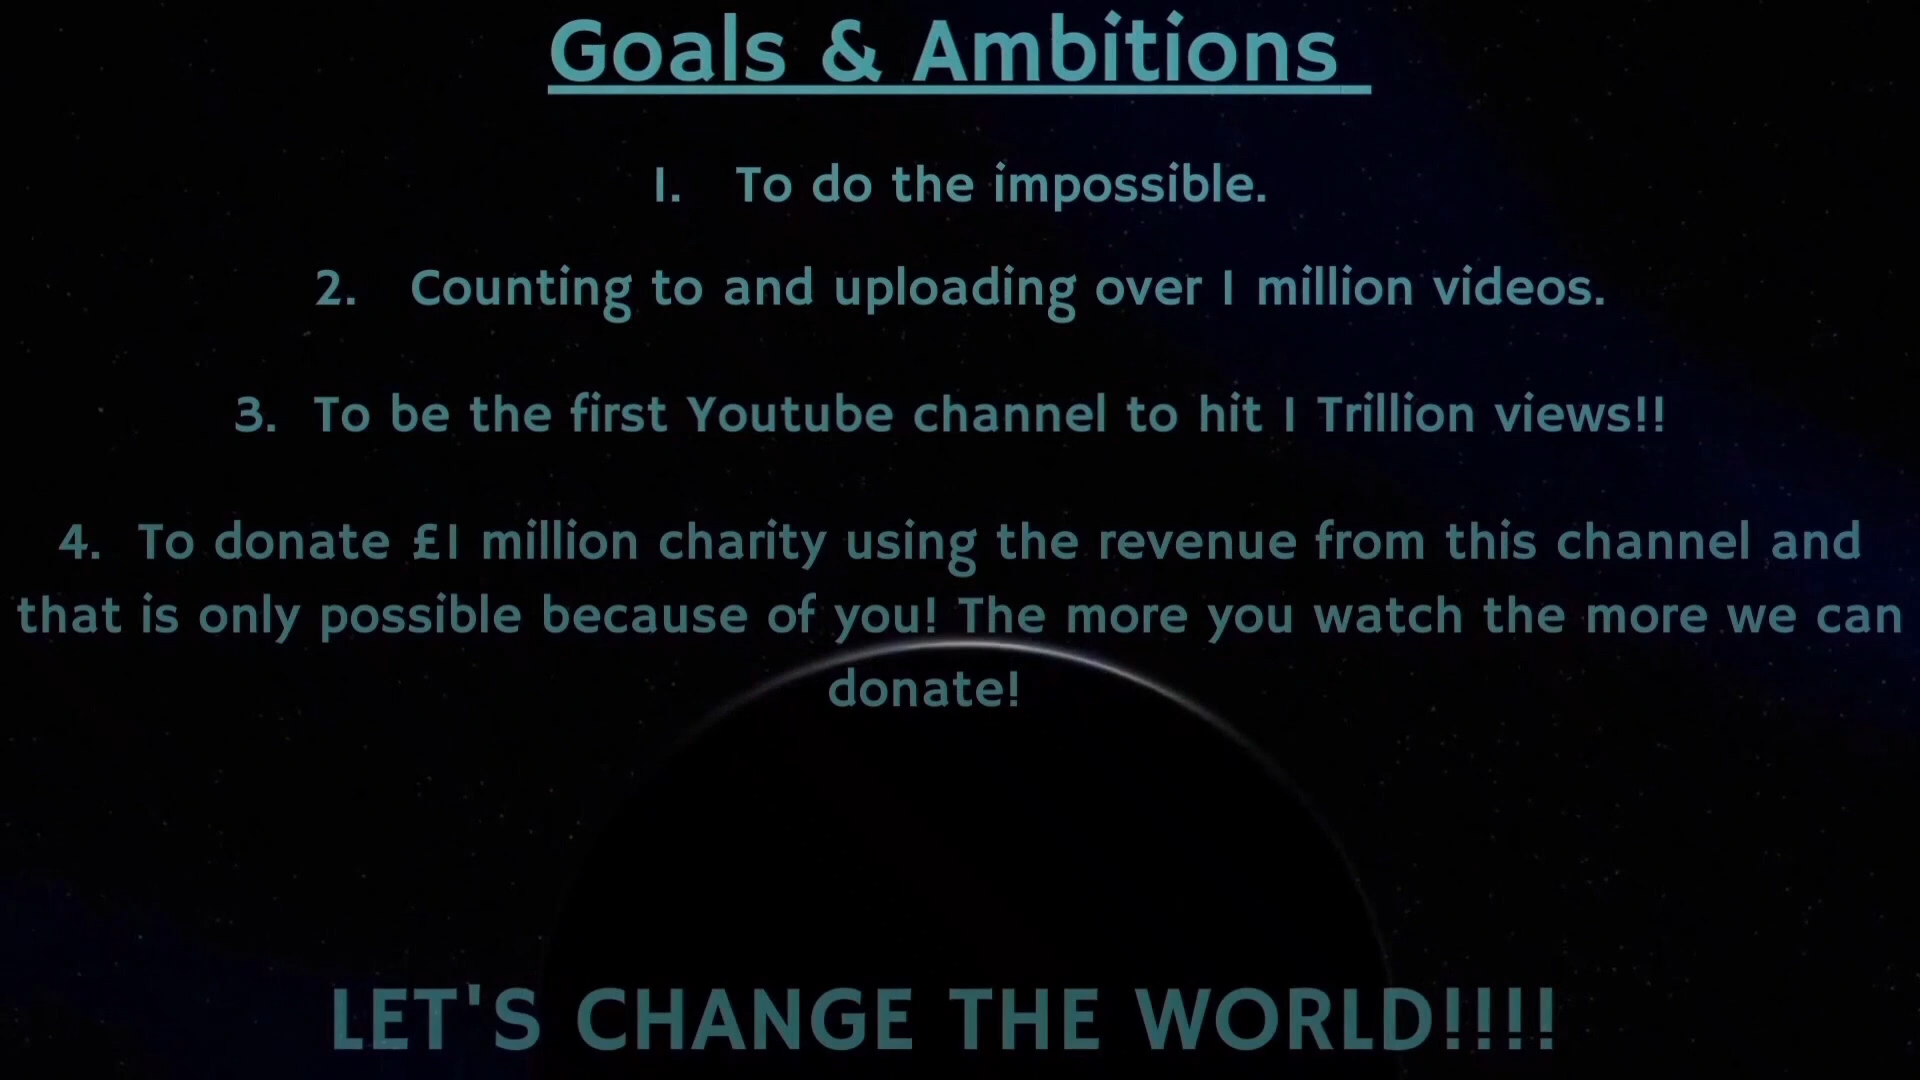 Goals & Ambitions
1. To do the impossible.
2. Counting to and uploading over 1 million videos.
3. To be the first Youtube channel to hit 1 Trillion views!!
4. To donate £1 million charity using the revenue from this channel and
that is only possible because of you! The more you watch the more we can
donate!
LET'S CHANGE THE WORLD!!!!